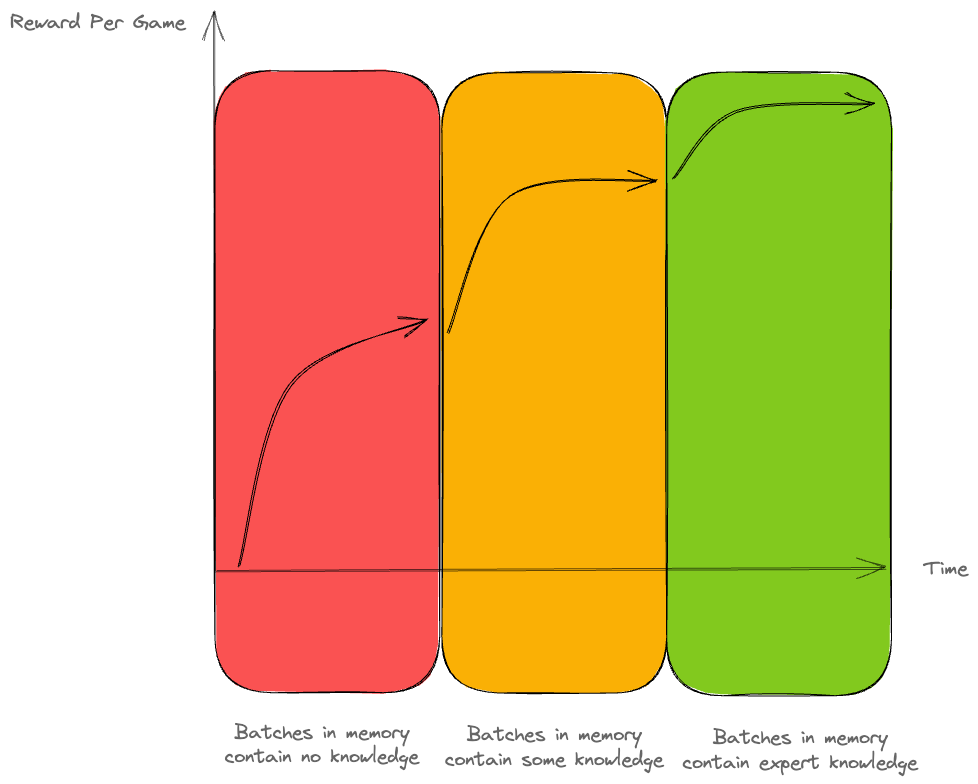 Reward Per Game
Time
Batches in memory
contain no knowledge
Batches in memory
contain some knowledge
Batches in memory
contain expert knowledge